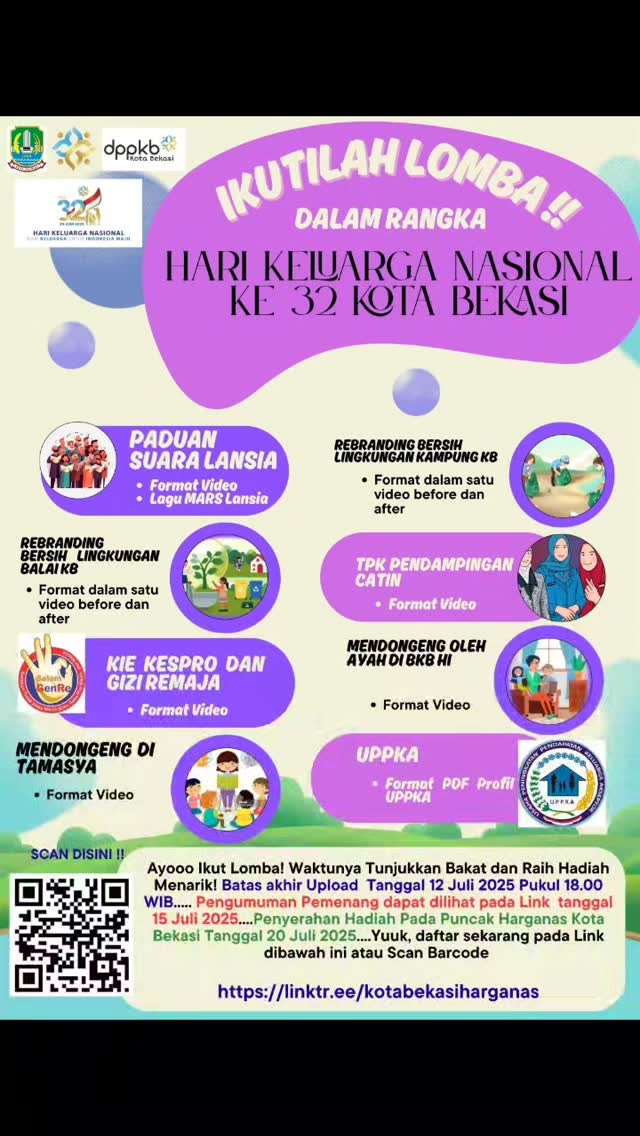 dppkb
Kota Bekasi
32
HARI KELUARGA NASIONAL
IKUTILAH LOMBA!!
DALAM RANGKA
HARI KELUARGA NASIONAL
KE 32 KOTA BEKASI
PADUAN
SUARA LANSIA
• Format Video
• Lagu MARS Lansia
REBRANDING BERSIH
LINGKUNGAN KAMPUNG KB
• Format dalam satu
video before dan
after
REBRANDING
BERSIH LINGKUNGAN
BALAI KB
• Format dalam satu
video before dan
after
TPK PENDAMPINGAN
CATIN
• Format Video
Salam
GenRe
KIE KESPRO DAN
GIZI REMAJA
• Format Video
MENDONGENG OLEH
AYAH DI BKB HI
• Format Video
MENDONGENG DI
TAMASYA
• Format Video
UPPKA
• Format PDF Profil
UPPKA
UPPKA
SCAN DISINI !!
Ayooo Ikut Lomba! Waktunya Tunjukkan Bakat dan Raih Hadiah
Menarik! Batas akhir Upload Tanggal 12 Juli 2025 Pukul 18.00
WIB..... Pengumuman Pemenang dapat dilihat pada Link tanggal
15 Juli 2025....Penyerahan Hadiah Pada Puncak Harganas Kota
Bekasi Tanggal 20 Juli 2025....Yuuk, daftar sekarang pada Link
dibawah ini atau Scan Barcode
https://linktr.ee/kotabekasiharganas